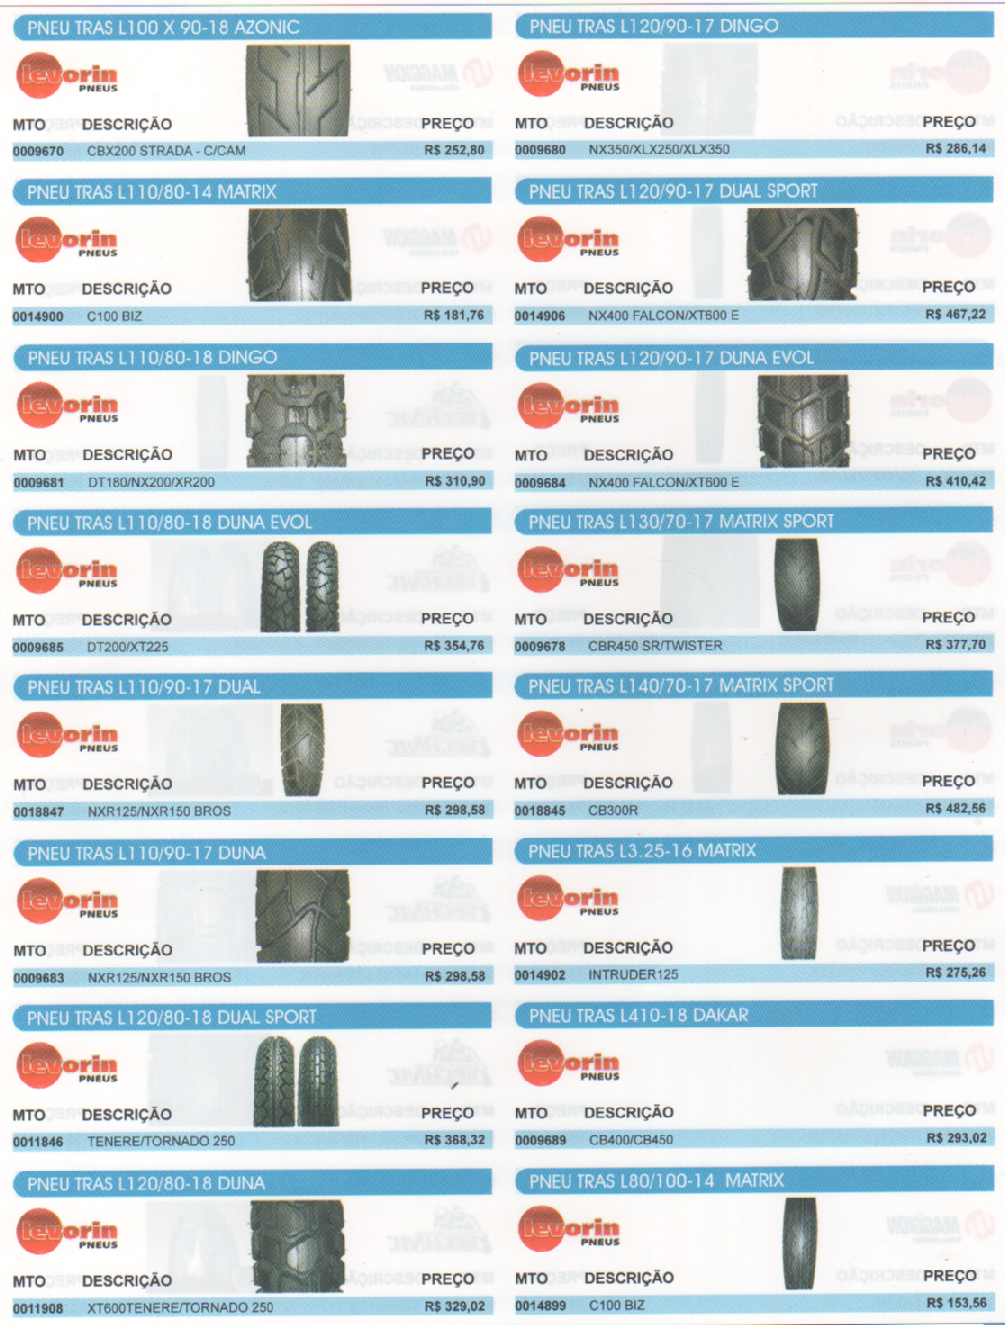 PNEU TRAS L100 X 90-18 AZONIC
levorin
PNEUS
MTO DESCRIÇÃO PREÇO
0009670 CBX200 STRADA - C/CAM R$ 252,80
PNEU TRAS L110/80-14 MATRIX
levorin
PNEUS
MTO DESCRIÇÃO PREÇO
0014900 C100 BIZ R$ 181,76
PNEU TRAS L110/80-18 DINGO
levorin
PNEUS
MTO DESCRIÇÃO PREÇO
0009681 DT180/NX200/XR200 R$ 310,90
PNEU TRAS L110/80-18 DUNA EVOL
levorin
PNEUS
MTO DESCRIÇÃO PREÇO
0009685 DT200/XT225 R$ 354,76
PNEU TRAS L110/90-17 DUAL
levorin
PNEUS
MTO DESCRIÇÃO PREÇO
0018847 NXR125/NXR150 BROS R$ 298,58
PNEU TRAS L110/90-17 DUNA
levorin
PNEUS
MTO DESCRIÇÃO PREÇO
0009683 NXR125/NXR150 BROS R$ 298,58
PNEU TRAS L120/80-18 DUAL SPORT
levorin
PNEUS
MTO DESCRIÇÃO PREÇO
0011846 TENERE/TORNADO 250 R$ 368,32
PNEU TRAS L120/80-18 DUNA
levorin
PNEUS
MTO DESCRIÇÃO PREÇO
0011908 XT600TENERE/TORNADO 250 R$ 329,02
PNEU TRAS L120/90-17 DINGO
levorin
PNEUS
MTO DESCRIÇÃO PREÇO
0009680 NX350/XLX250/XLX350 R$ 286,14
PNEU TRAS L120/90-17 DUAL SPORT
levorin
PNEUS
MTO DESCRIÇÃO PREÇO
0014906 NX400 FALCON/XT600 E R$ 467,22
PNEU TRAS L120/90-17 DUNA EVOL
levorin
PNEUS
MTO DESCRIÇÃO PREÇO
0009684 NX400 FALCON/XT600 E R$ 410,42
PNEU TRAS L130/70-17 MATRIX SPORT
levorin
PNEUS
MTO DESCRIÇÃO PREÇO
0009678 CBR450 SR/TWISTER R$ 377,70
PNEU TRAS L140/70-17 MATRIX SPORT
levorin
PNEUS
MTO DESCRIÇÃO PREÇO
0018845 CB300R R$ 482,56
PNEU TRAS L3.25-16 MATRIX
levorin
PNEUS
MTO DESCRIÇÃO PREÇO
0014902 INTRUDER125 R$ 275,26
PNEU TRAS L410-18 DAKAR
levorin
PNEUS
MTO DESCRIÇÃO PREÇO
0009689 CB400/CB450 R$ 293,02
PNEU TRAS L80/100-14 MATRIX
levorin
PNEUS
MTO DESCRIÇÃO PREÇO
0014899 C100 BIZ R$ 153,56